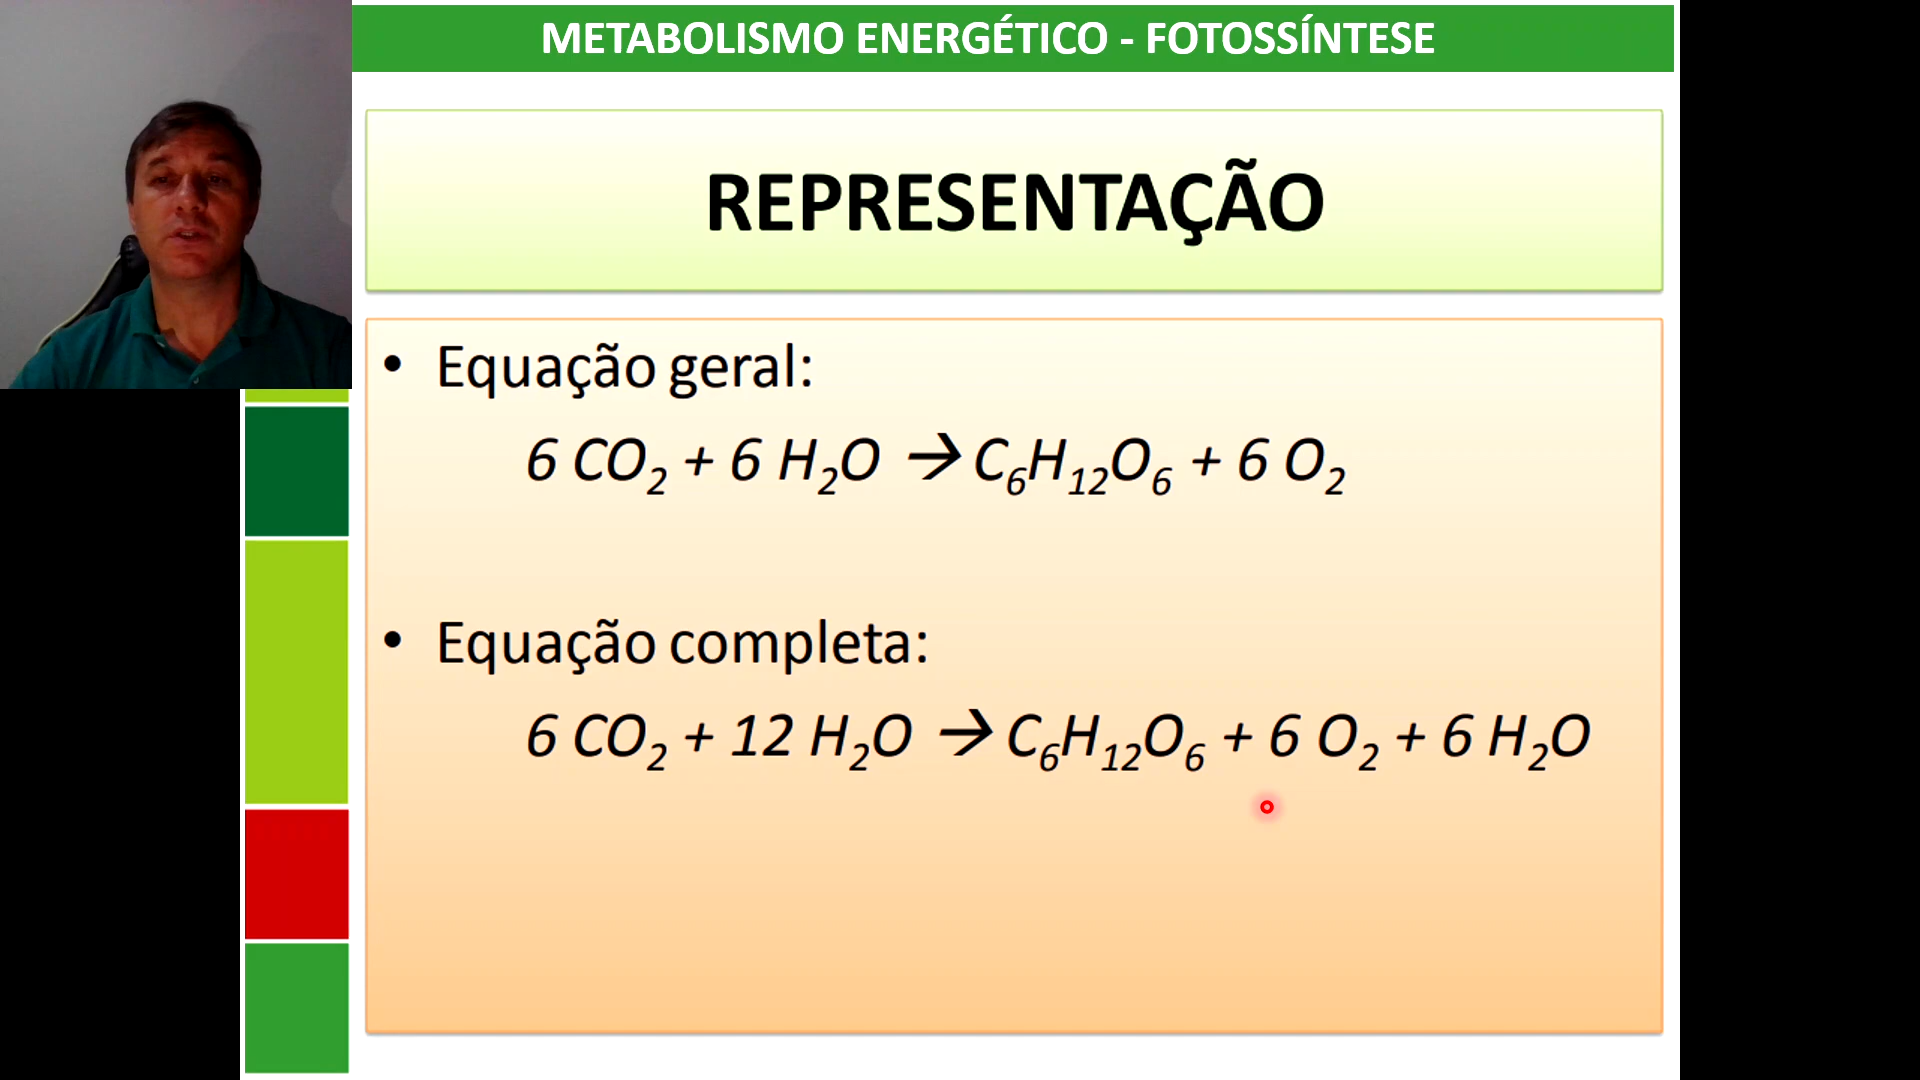 METABOLISMO ENERGÉTICO - FOTOSSÍNTESE
REPRESENTAÇÃO
• Equação geral:
6 CO₂ + 6 H₂O → C₆H₁₂O₆ + 6 O₂
• Equação completa:
6 CO₂ + 12 H₂O → C₆H₁₂O₆ + 6 O₂ + 6 H₂O